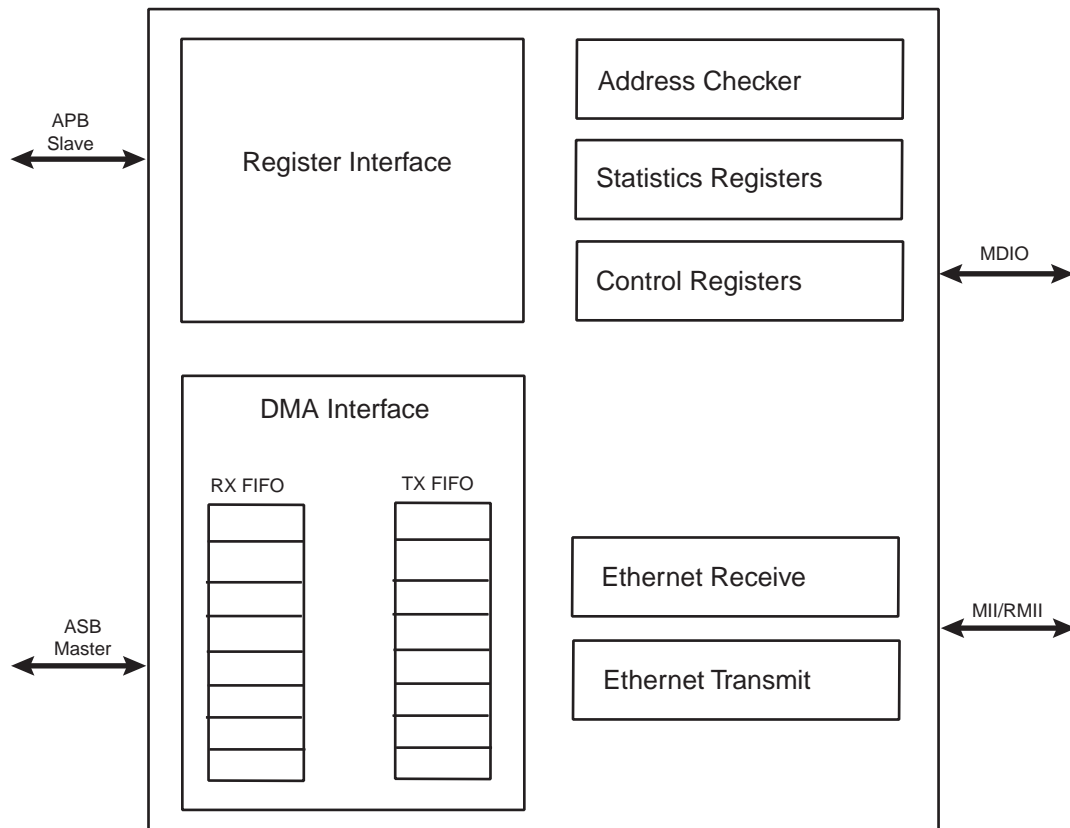 APB
Slave
Register Interface
Address Checker
Statistics Registers
Control Registers
MDIO
DMA Interface
RX FIFO
TX FIFO
ASB
Master
Ethernet Receive
Ethernet Transmit
MII/RMII